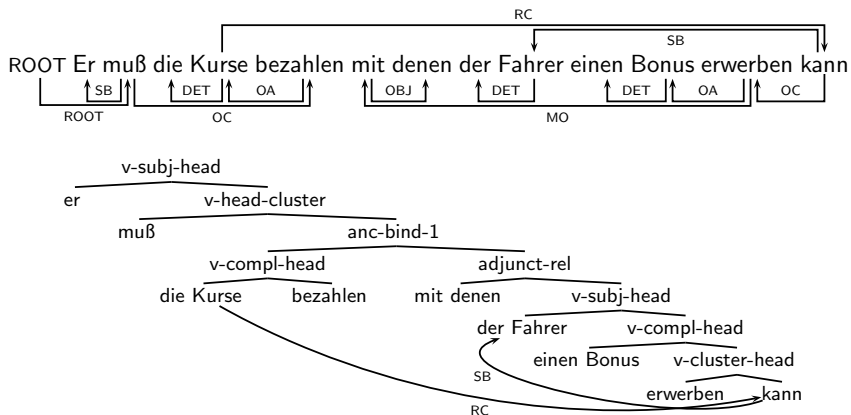 RC
SB
ROOT Er muß die Kurse bezahlen mit denen der Fahrer einen Bonus erwerben kann
SB DET OA OBJ DET DET OA OC
ROOT OC MO
v-subj-head
er v-head-cluster
muß anc-bind-1
v-compl-head adjunct-rel
die Kurse bezahlen mit denen v-subj-head
der Fahrer v-compl-head
einen Bonus v-cluster-head
SB
erwerben kann
RC